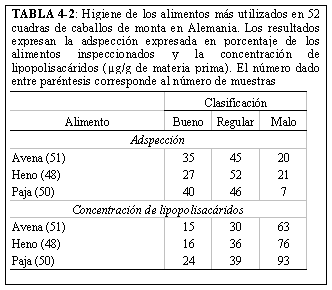 TABLA 4-2: Higiene de los alimentos más utilizados en 52
cuadras de caballos de monta en Alemania. Los resultados
expresan la adspección expresada en porcentaje de los
alimentos inspeccionados y la concentración de
lipopolisacáridos (µg/g de materia prima). El número dado
entre paréntesis corresponde al número de muestras
Clasificación
Alimento Bueno Regular Malo
Adspección
Avena (51) 35 45 20
Heno (48) 27 52 21
Paja (50) 40 46 7
Concentración de lipopolisacáridos
Avena (51) 15 30 63
Heno (48) 16 36 76
Paja (50) 24 39 93